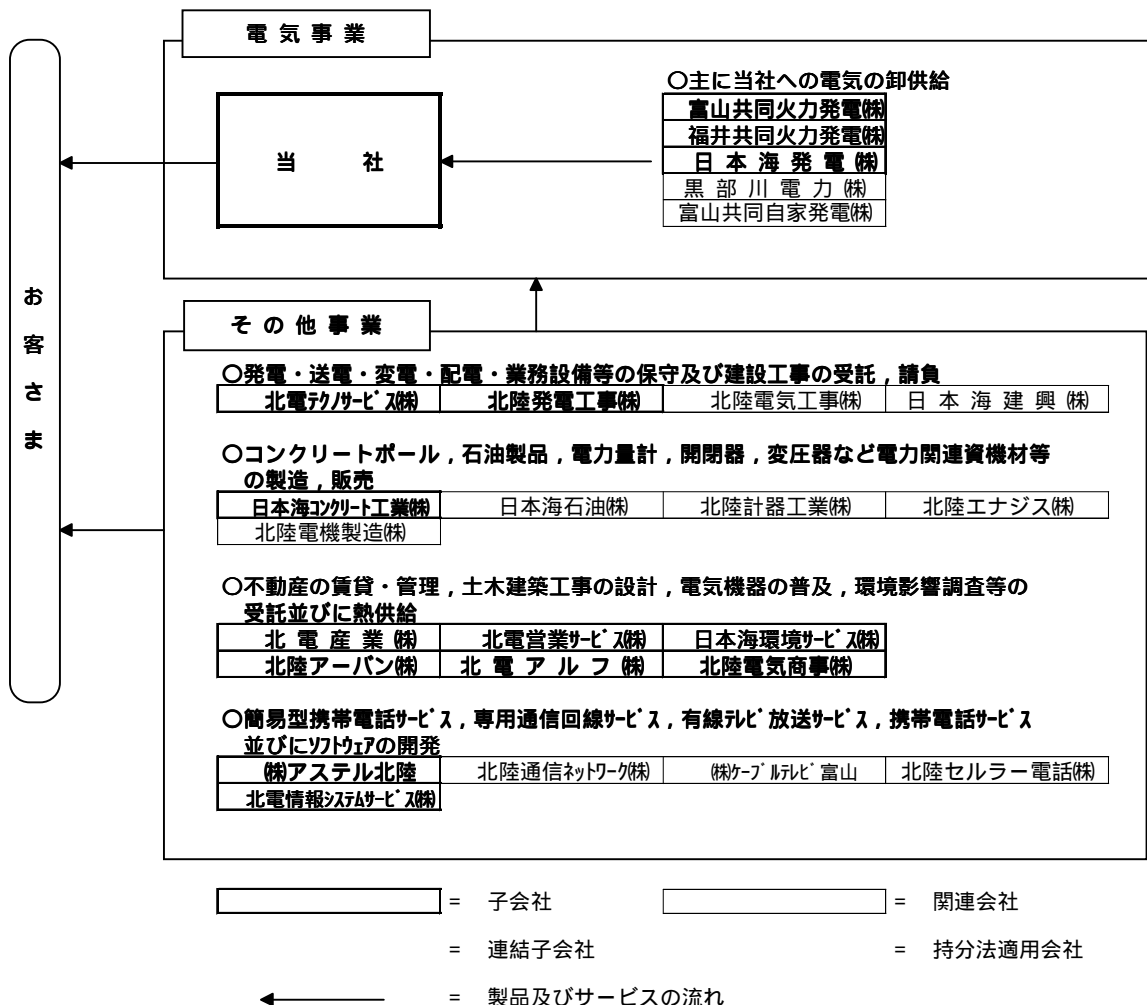 電気事業
○主に当社への電気の卸供給
富山共同火力発電㈱
福井共同火力発電㈱
当社
日本海発電㈱
黒部川電力㈱
富山共同自家発電㈱
お客さま
その他事業
○発電・送電・変電・配電・業務設備等の保守及び建設工事の受託，請負
北電テクノサービス㈱ 北陸発電工事㈱ 北陸電気工事㈱ 日本海建興㈱
○コンクリートポール，石油製品，電力量計，開閉器，変圧器など電力関連資機材等
の製造，販売
日本海コンクリート工業㈱ 日本海石油㈱ 北陸計器工業㈱ 北陸エナジス㈱
北陸電機製造㈱
○不動産の賃貸・管理，土木建築工事の設計，電気機器の普及，環境影響調査等の
受託並びに熱供給
北電産業㈱ 北電営業サービス㈱ 日本海環境サービス㈱
北陸アーバン㈱ 北電アルフ㈱ 北陸電気商事㈱
○簡易型携帯電話サービス，専用通信回線サービス，有線テレビ放送サービス，携帯電話サービス
並びにソフトウェアの開発
㈱アステル北陸 北陸通信ネットワーク㈱ ㈱ケーブルテレビ富山 北陸セルラー電話㈱
北電情報システムサービス㈱
= 子会社 = 関連会社
= 連結子会社 = 持分法適用会社
= 製品及びサービスの流れ